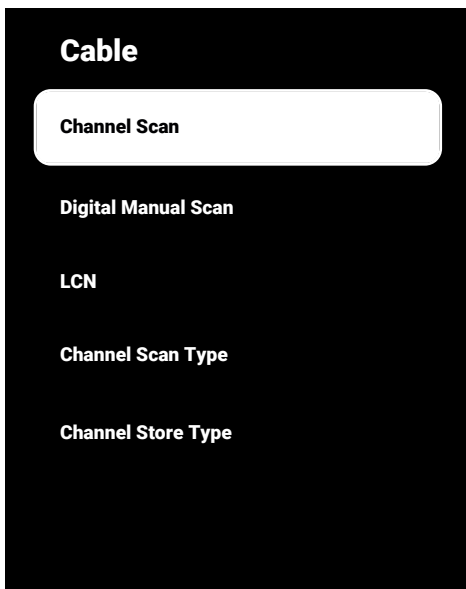 Cable
Channel Scan
Digital Manual Scan
LCN
Channel Scan Type
Channel Store Type